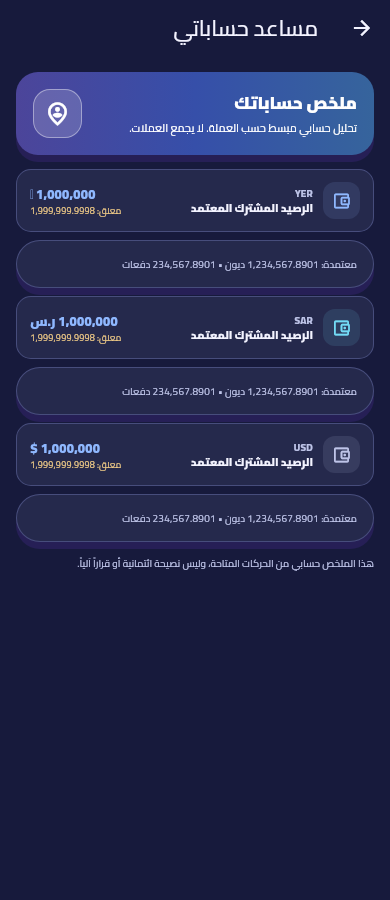 مساعد حساباتي
ملخص حساباتك
تحليل حسابي مبسط حسب العملة. لا يجمع العملات.
YER
الرصيد المشترك المعتمد
1,000,000
معلق: 1,999,999.9998
معتمدة: 1,234,567.8901 ديون • 234,567.8901 دفعات
SAR
الرصيد المشترك المعتمد
1,000,000 ر.س
معلق: 1,999,999.9998
معتمدة: 1,234,567.8901 ديون • 234,567.8901 دفعات
USD
الرصيد المشترك المعتمد
1,000,000 $
معلق: 1,999,999.9998
معتمدة: 1,234,567.8901 ديون • 234,567.8901 دفعات
هذا الملخص حسابي من الحركات المتاحة، وليس نصيحة ائتمانية أو قراراً آلياً.